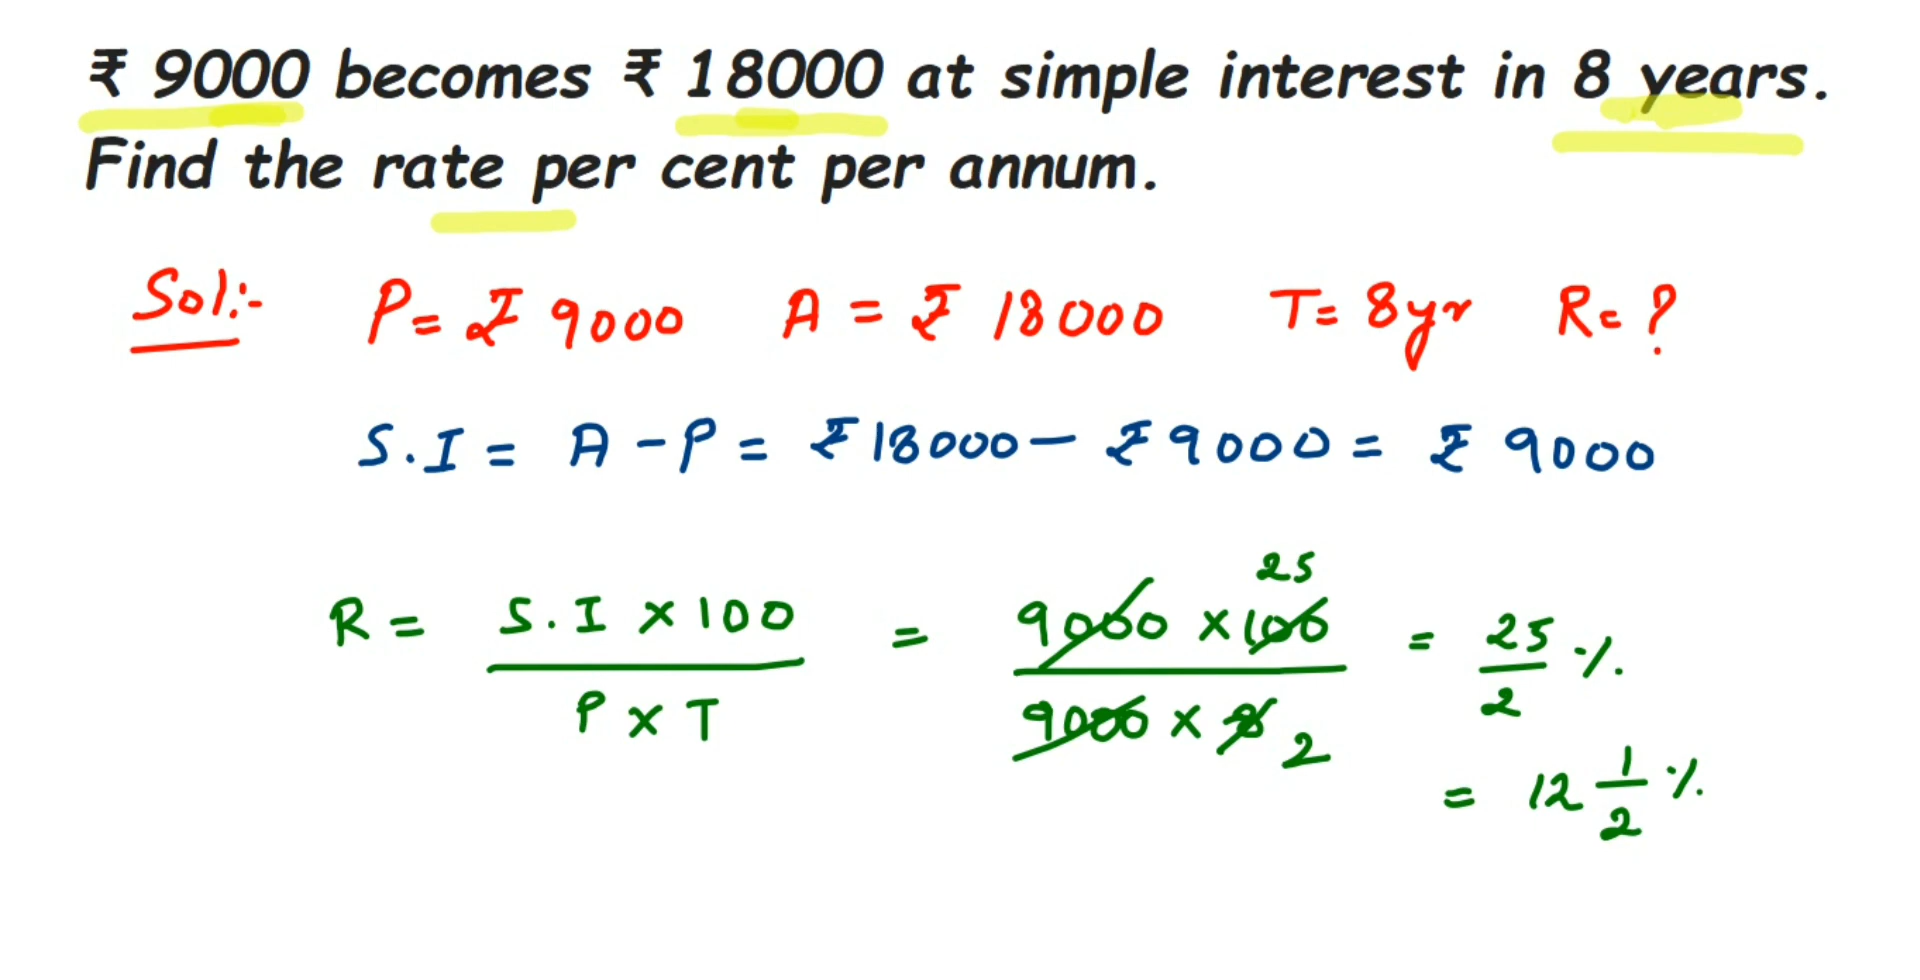 ₹ 9000 becomes ₹ 18000 at simple interest in 8 years.
Find the rate per cent per annum.
Sol:- P= ₹ 9000 A = ₹ 18000 T= 8yr R= ?
S.I = A - P = ₹18000 - ₹9000 = ₹ 9000
R = S.I × 100 / P × T = 9000 × 100 25 / 9000 × 8 2 = 25/2 %
= 12 1/2 %